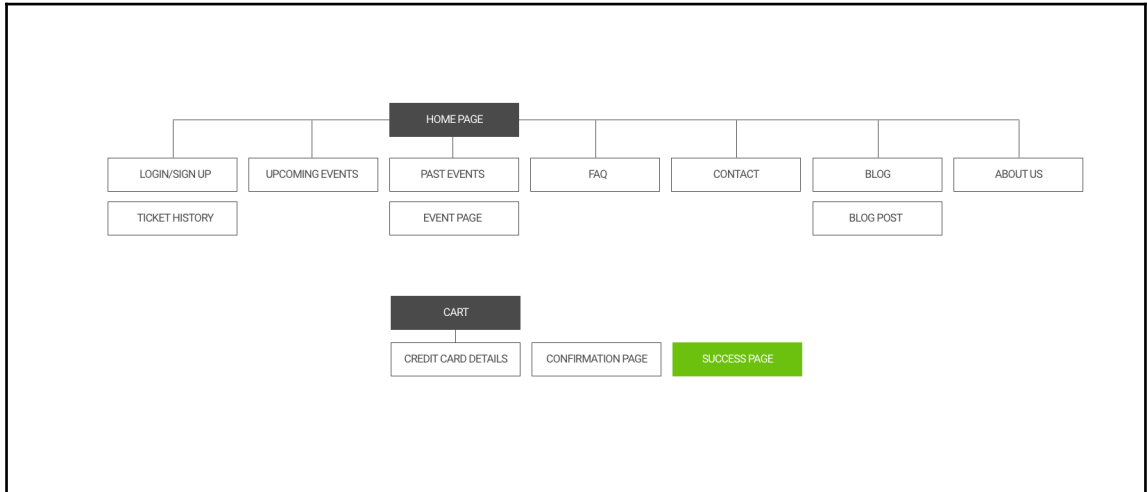 HOME PAGE
LOGIN/SIGN UP
UPCOMING EVENTS
PAST EVENTS
FAQ
CONTACT
BLOG
ABOUT US
TICKET HISTORY
EVENT PAGE
BLOG POST
CART
CREDIT CARD DETAILS
CONFIRMATION PAGE
SUCCESS PAGE